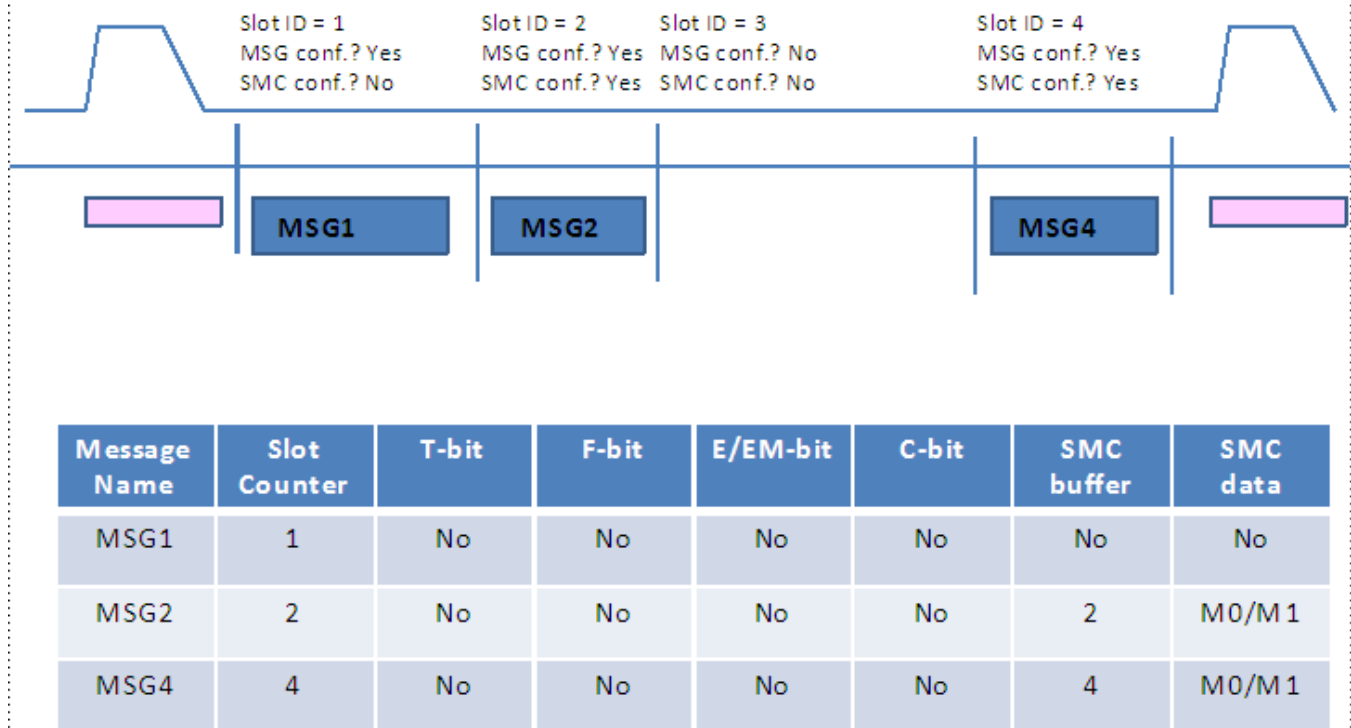 Slot ID = 1 Slot ID = 2 Slot ID = 3 Slot ID = 4
MSG conf.? Yes MSG conf.? Yes MSG conf.? No MSG conf.? Yes
SMC conf.? No SMC conf.? Yes SMC conf.? No SMC conf.? Yes
MSG1 MSG2 MSG4
Message Name Slot Counter T-bit F-bit E/EM-bit C-bit SMC buffer SMC data
MSG1 1 No No No No No No
MSG2 2 No No No No 2 M0/M1
MSG4 4 No No No No 4 M0/M1